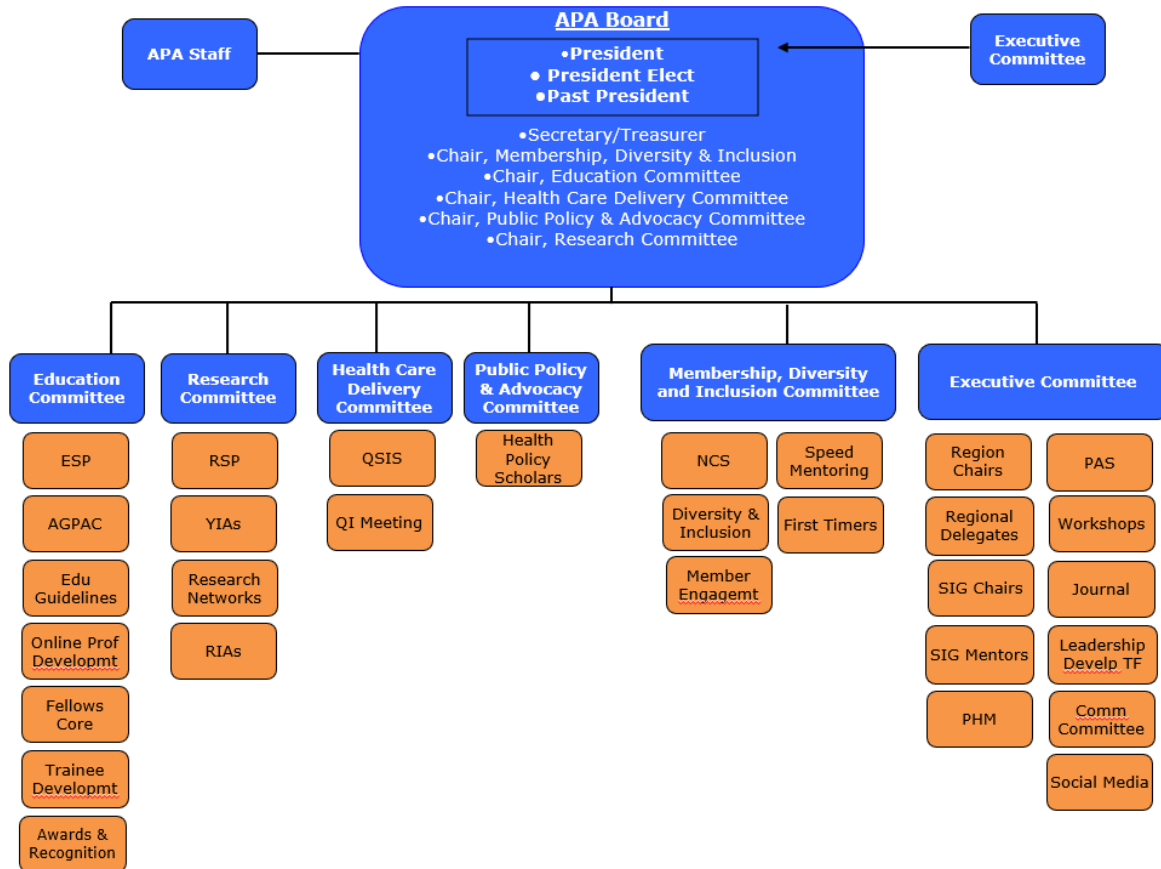 APA Board
APA Staff
•President
• President Elect
•Past President
Executive
Committee
•Secretary/Treasurer
•Chair, Membership, Diversity & Inclusion
•Chair, Education Committee
•Chair, Health Care Delivery Committee
•Chair, Public Policy & Advocacy Committee
•Chair, Research Committee
Education
Committee
ESP
AGPAC
Edu
Guidelines
Online Prof
Developmt
Fellows
Core
Trainee
Developmt
Awards &
Recognition
Research
Committee
RSP
YIAs
Research
Networks
RIAs
Health Care
Delivery
Committee
QSIS
QI Meeting
Public Policy
& Advocacy
Committee
Health
Policy
Scholars
Membership, Diversity
and Inclusion Committee
NCS
Diversity &
Inclusion
Member
Engagemt
Speed
Mentoring
First Timers
Executive Committee
Region
Chairs
Regional
Delegates
SIG Chairs
SIG Mentors
PHM
PAS
Workshops
Journal
Leadership
Develp TF
Comm
Committee
Social Media